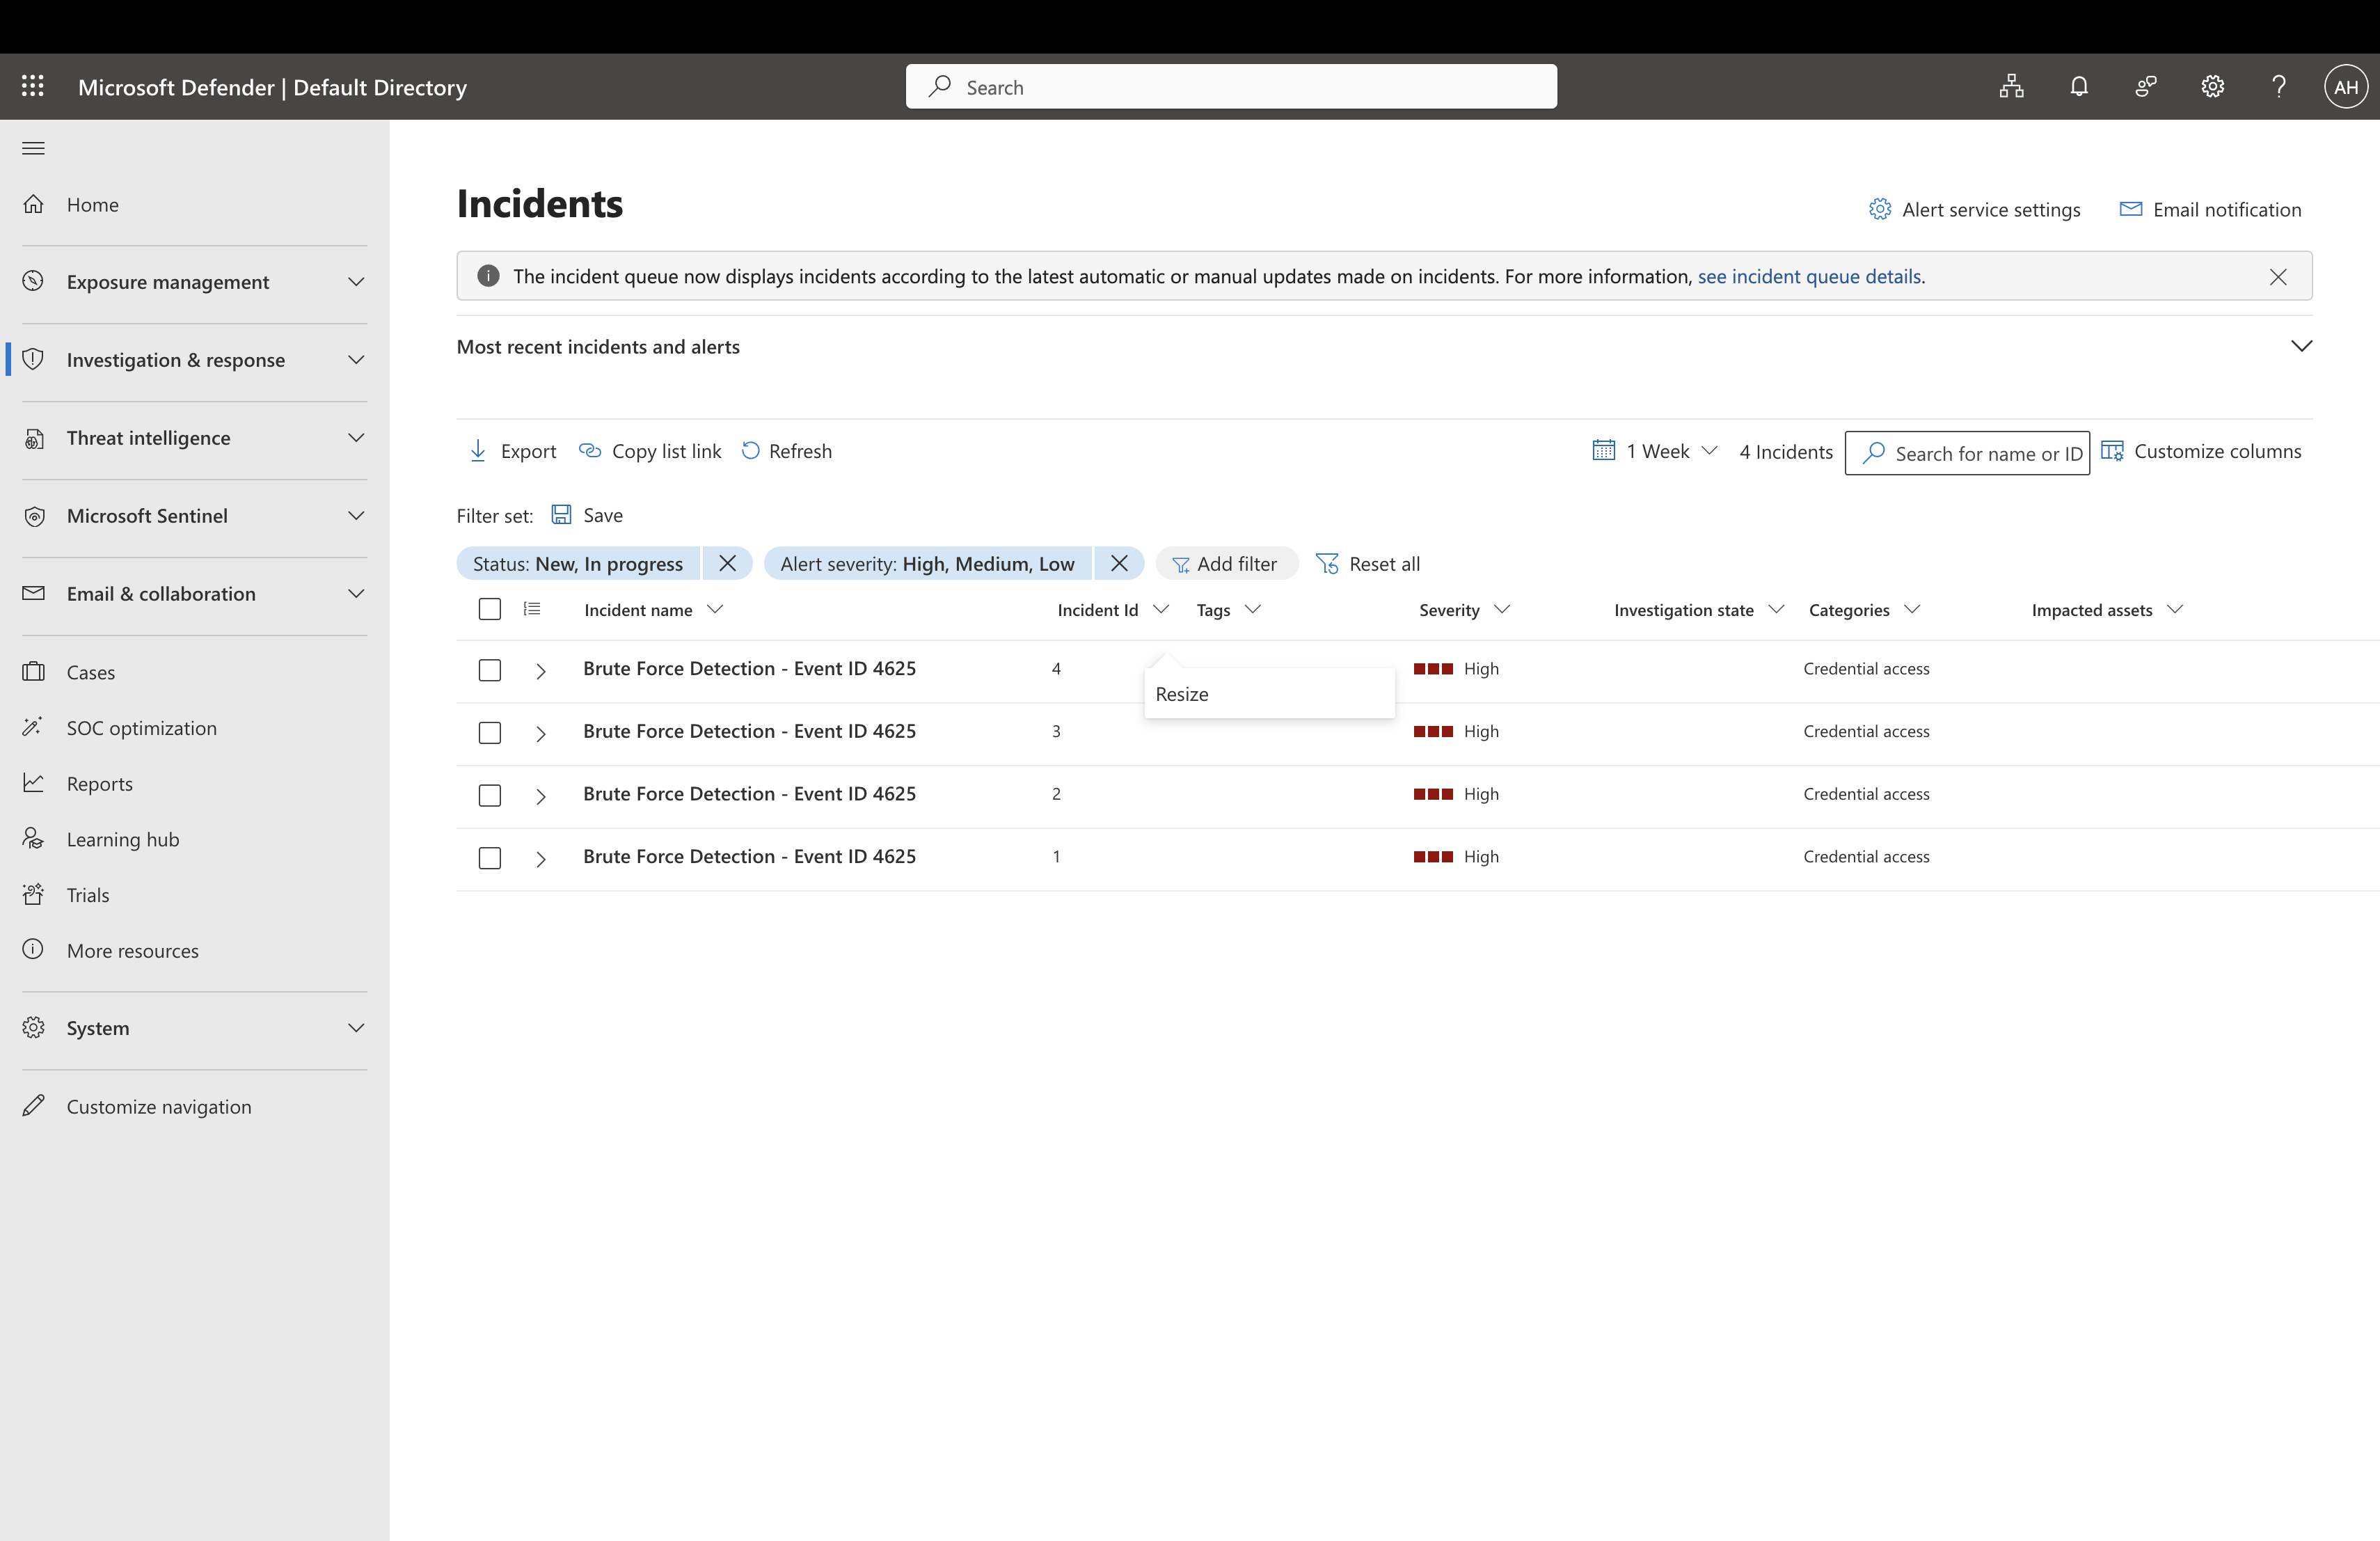 Microsoft Defender | Default Directory
Search
AH
Home
Exposure management
Investigation & response
Threat intelligence
Microsoft Sentinel
Email & collaboration
Cases
SOC optimization
Reports
Learning hub
Trials
More resources
System
Customize navigation
Incidents
Alert service settings
Email notification
The incident queue now displays incidents according to the latest automatic or manual updates made on incidents. For more information, see incident queue details.
Most recent incidents and alerts
Export Copy list link Refresh
1 Week 4 Incidents Search for name or ID Customize columns
Filter set: Save
Status: New, In progress Alert severity: High, Medium, Low Add filter Reset all
Incident name Incident Id Tags Severity Investigation state Categories Impacted assets
Brute Force Detection - Event ID 4625 4 High Credential access
Resize
Brute Force Detection - Event ID 4625 3 High Credential access
Brute Force Detection - Event ID 4625 2 High Credential access
Brute Force Detection - Event ID 4625 1 High Credential access